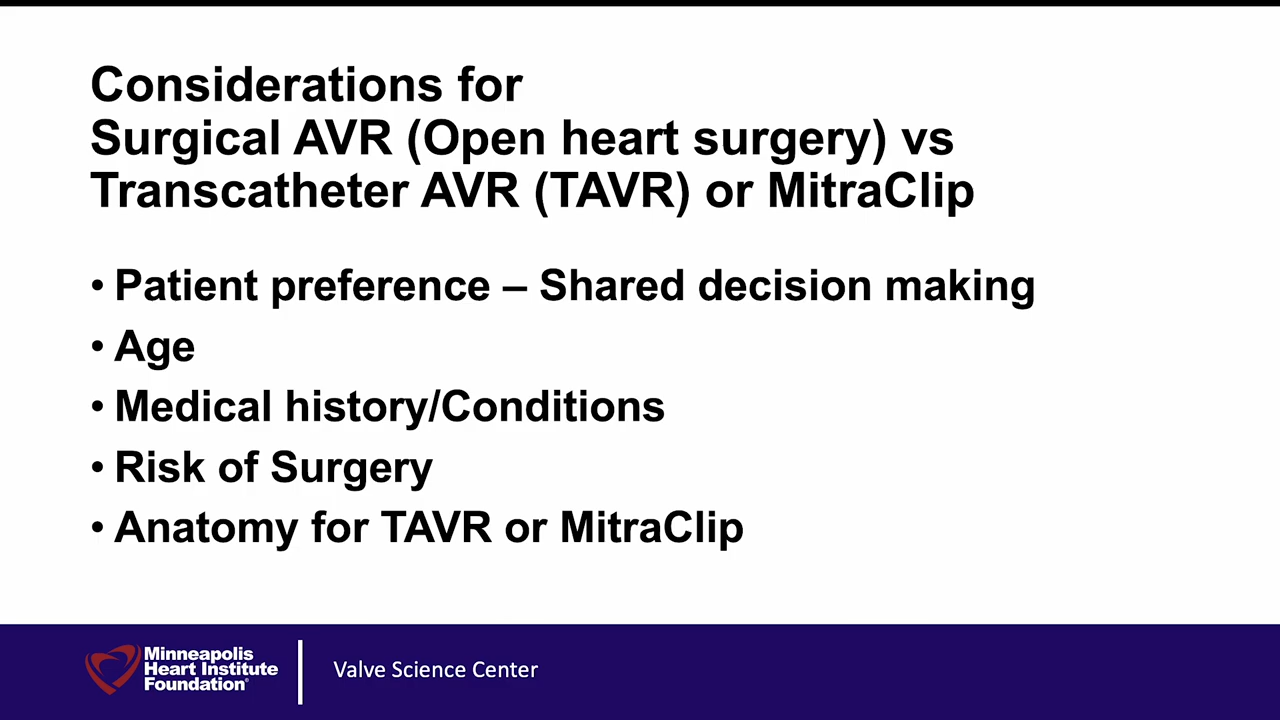 Considerations for
Surgical AVR (Open heart surgery) vs
Transcatheter AVR (TAVR) or MitraClip
• Patient preference – Shared decision making
• Age
• Medical history/Conditions
• Risk of Surgery
• Anatomy for TAVR or MitraClip
Minneapolis
Heart Institute
Foundation®
Valve Science Center